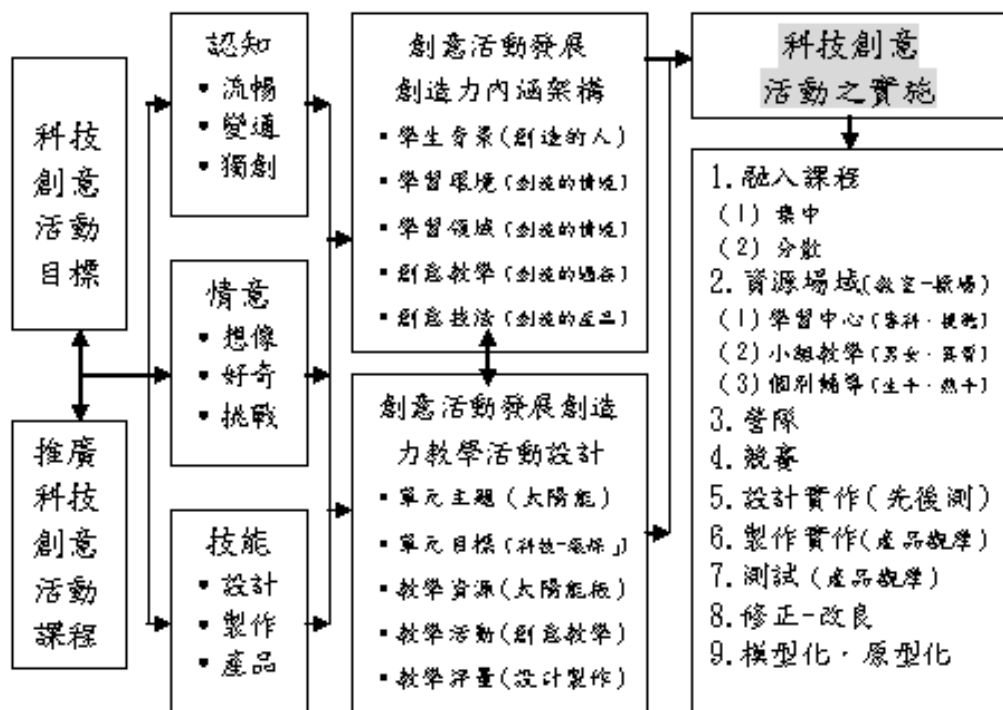 科技
創意
活動
目標
推廣
科技
創意
活動
課程
認知
• 流暢
• 變通
• 獨創
情意
• 想像
• 好奇
• 挑戰
技能
• 設計
• 製作
• 產品
創意活動發展
創造力內涵架構
▪ 學生背景(創造的人)
▪ 學習環境(創造的情境)
▪ 學習領域(創造的情境)
▪ 創意教學(創造的過程)
▪ 創意技法(創造的產品)
創意活動發展創造
力教學活動設計
▪ 單元主題(太陽能)
▪ 單元目標(科技-環保」
▪ 教學資源(太陽能板)
▪ 教學活動(創意教學)
▪ 教學評量(設計製作)
科技創意
活動之實施
1. 融入課程
(1) 集中
(2) 分散
2. 資源場域(教室-操場)
(1) 學習中心
(2) 小組教學
(3) 個別輔導(生手‧熟手)
3. 營隊
4. 競賽
5. 設計實作(先後測)
6. 製作實作(產品觀摩)
7. 測試(產品觀摩)
8. 修正-改良
9. 模型化‧原型化